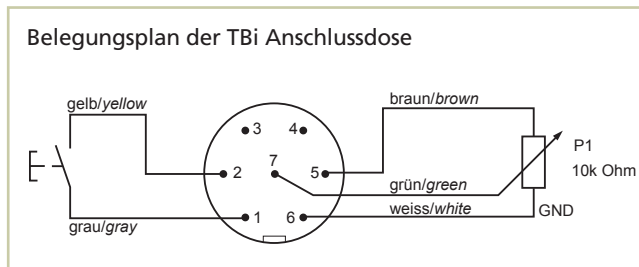 Belegungsplan der TBi Anschlussdose
gelb/yellow
braun/brown
3
4
P1
7
2
5
10k Ohm
grün/green
weiss/white
1
6
GND
grau/gray